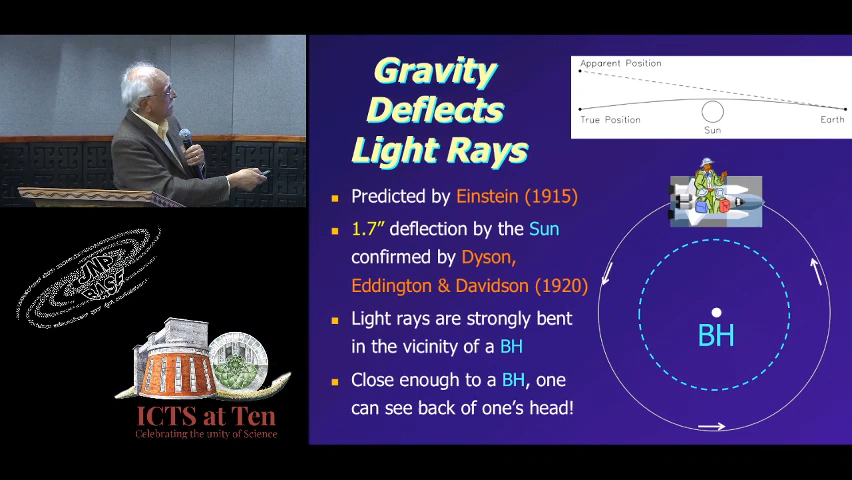 Gravity
Deflects
Light Rays
Predicted by Einstein (1915)
1.7” deflection by the Sun
confirmed by Dyson,
Eddington & Davidson (1920)
Light rays are strongly bent
in the vicinity of a BH
Close enough to a BH, one
can see back of one’s head!
Apparent Position
True Position
Sun
Earth
BH
ICTS at Ten
Celebrating the unity of Science